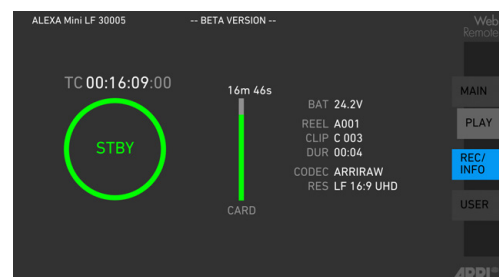 ALEXA Mini LF 30005
-- BETA VERSION --
Web
Remote
TC 00:16:09:00
16m 46s
STBY
CARD
BAT 24.2V
REEL A001
CLIP C 003
DUR 00:04
CODEC ARRIRAW
RES LF 16:9 UHD
MAIN
PLAY
REC/
INFO
USER
ARRI